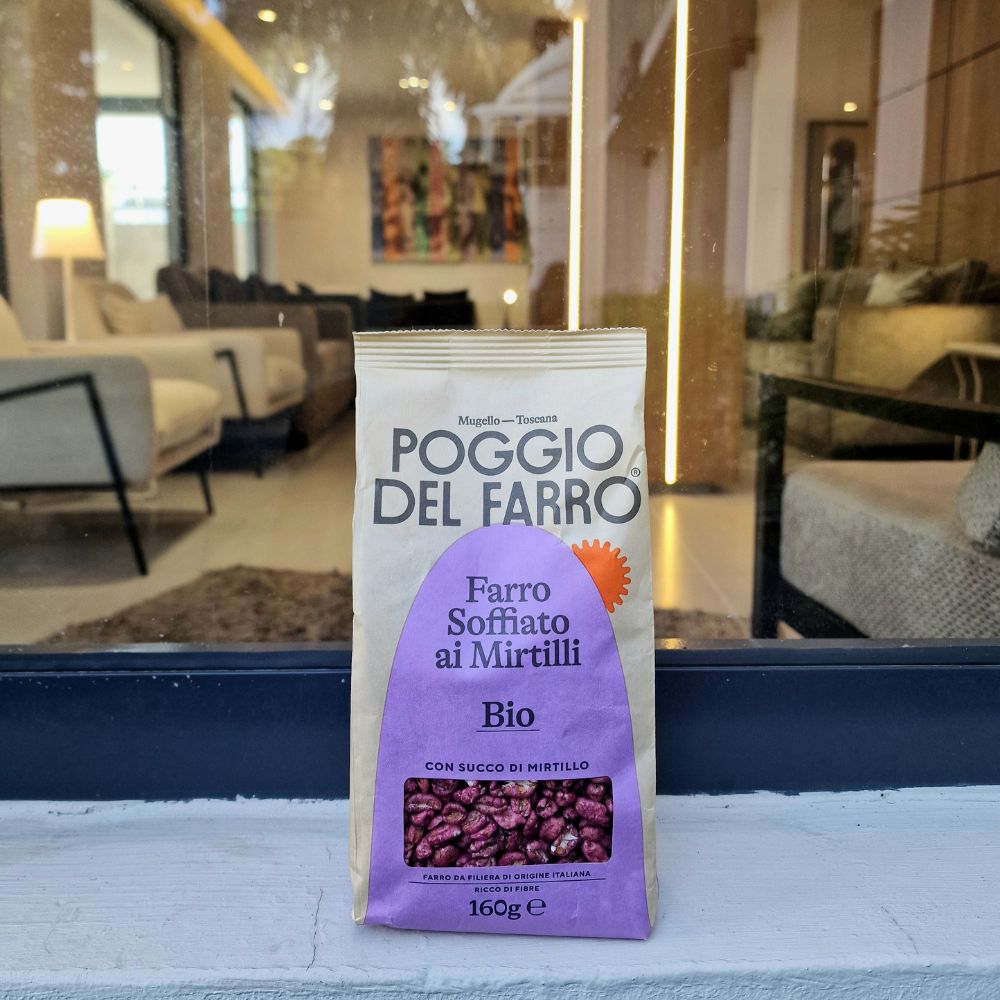 Mugello — Toscana
POGGIO
DEL FARRO®
Farro
Soffiato
ai Mirtilli
Bio
CON SUCCO DI MIRTILLO
FARRO DA FILIERA DI ORIGINE ITALIANA
RICCO DI FIBRE
160g ℮